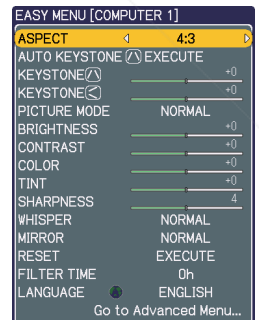 EASY MENU [COMPUTER 1]
ASPECT 4:3
AUTO KEYSTONE EXECUTE
KEYSTONE +0
KEYSTONE +0
PICTURE MODE NORMAL
BRIGHTNESS +0
CONTRAST +0
COLOR +0
TINT +0
SHARPNESS 4
WHISPER NORMAL
MIRROR NORMAL
RESET EXECUTE
FILTER TIME 0h
LANGUAGE ENGLISH
Go to Advanced Menu...